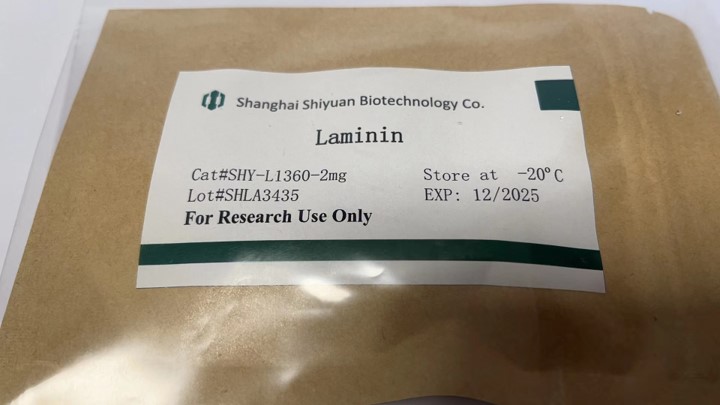 Shanghai Shiyuan Biotechnology Co.
Laminin
Cat#SHY-L1360-2mg
Store at -20°C
Lot#SHLA3435
EXP: 12/2025
For Research Use Only